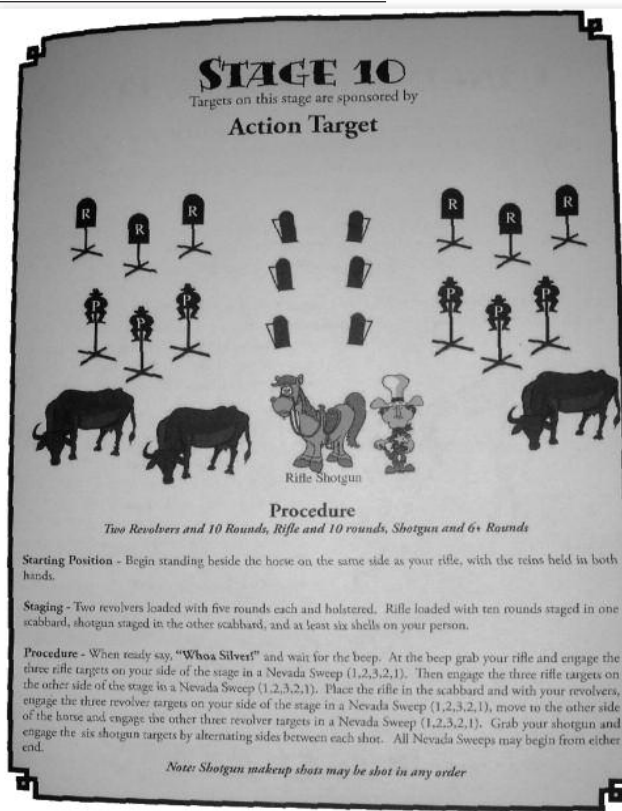 STAGE 10
Targets on this stage are sponsored by
Action Target
R
R
R
R
R
R
P
P
P
P
P
P
Rifle Shotgun
Procedure
Two Revolvers and 10 Rounds, Rifle and 10 rounds, Shotgun and 6+ Rounds
Starting Position - Begin standing beside the horse on the same side as your rifle, with the reins held in both
hands.
Staging - Two revolvers loaded with five rounds each and holstered. Rifle loaded with ten rounds staged in one
scabbard, shotgun staged in the other scabbard, and at least six shells on your person.
Procedure - When ready say, "Whoa Silver!" and wait for the beep. At the beep grab your rifle and engage the
three rifle targets on your side of the stage in a Nevada Sweep (1,2,3,2,1). Then engage the three rifle targets on
the other side of the stage in a Nevada Sweep (1,2,3,2,1). Place the rifle in the scabbard and with your revolvers,
engage the three revolver targets on your side of the stage in a Nevada Sweep (1,2,3,2,1), move to the other side
of the horse and engage the other three revolver targets in a Nevada Sweep (1,2,3,2,1). Grab your shotgun and
engage the six shotgun targets by alternating sides between each shot. All Nevada Sweeps may begin from either
end.
Note: Shotgun makeup shots may be shot in any order